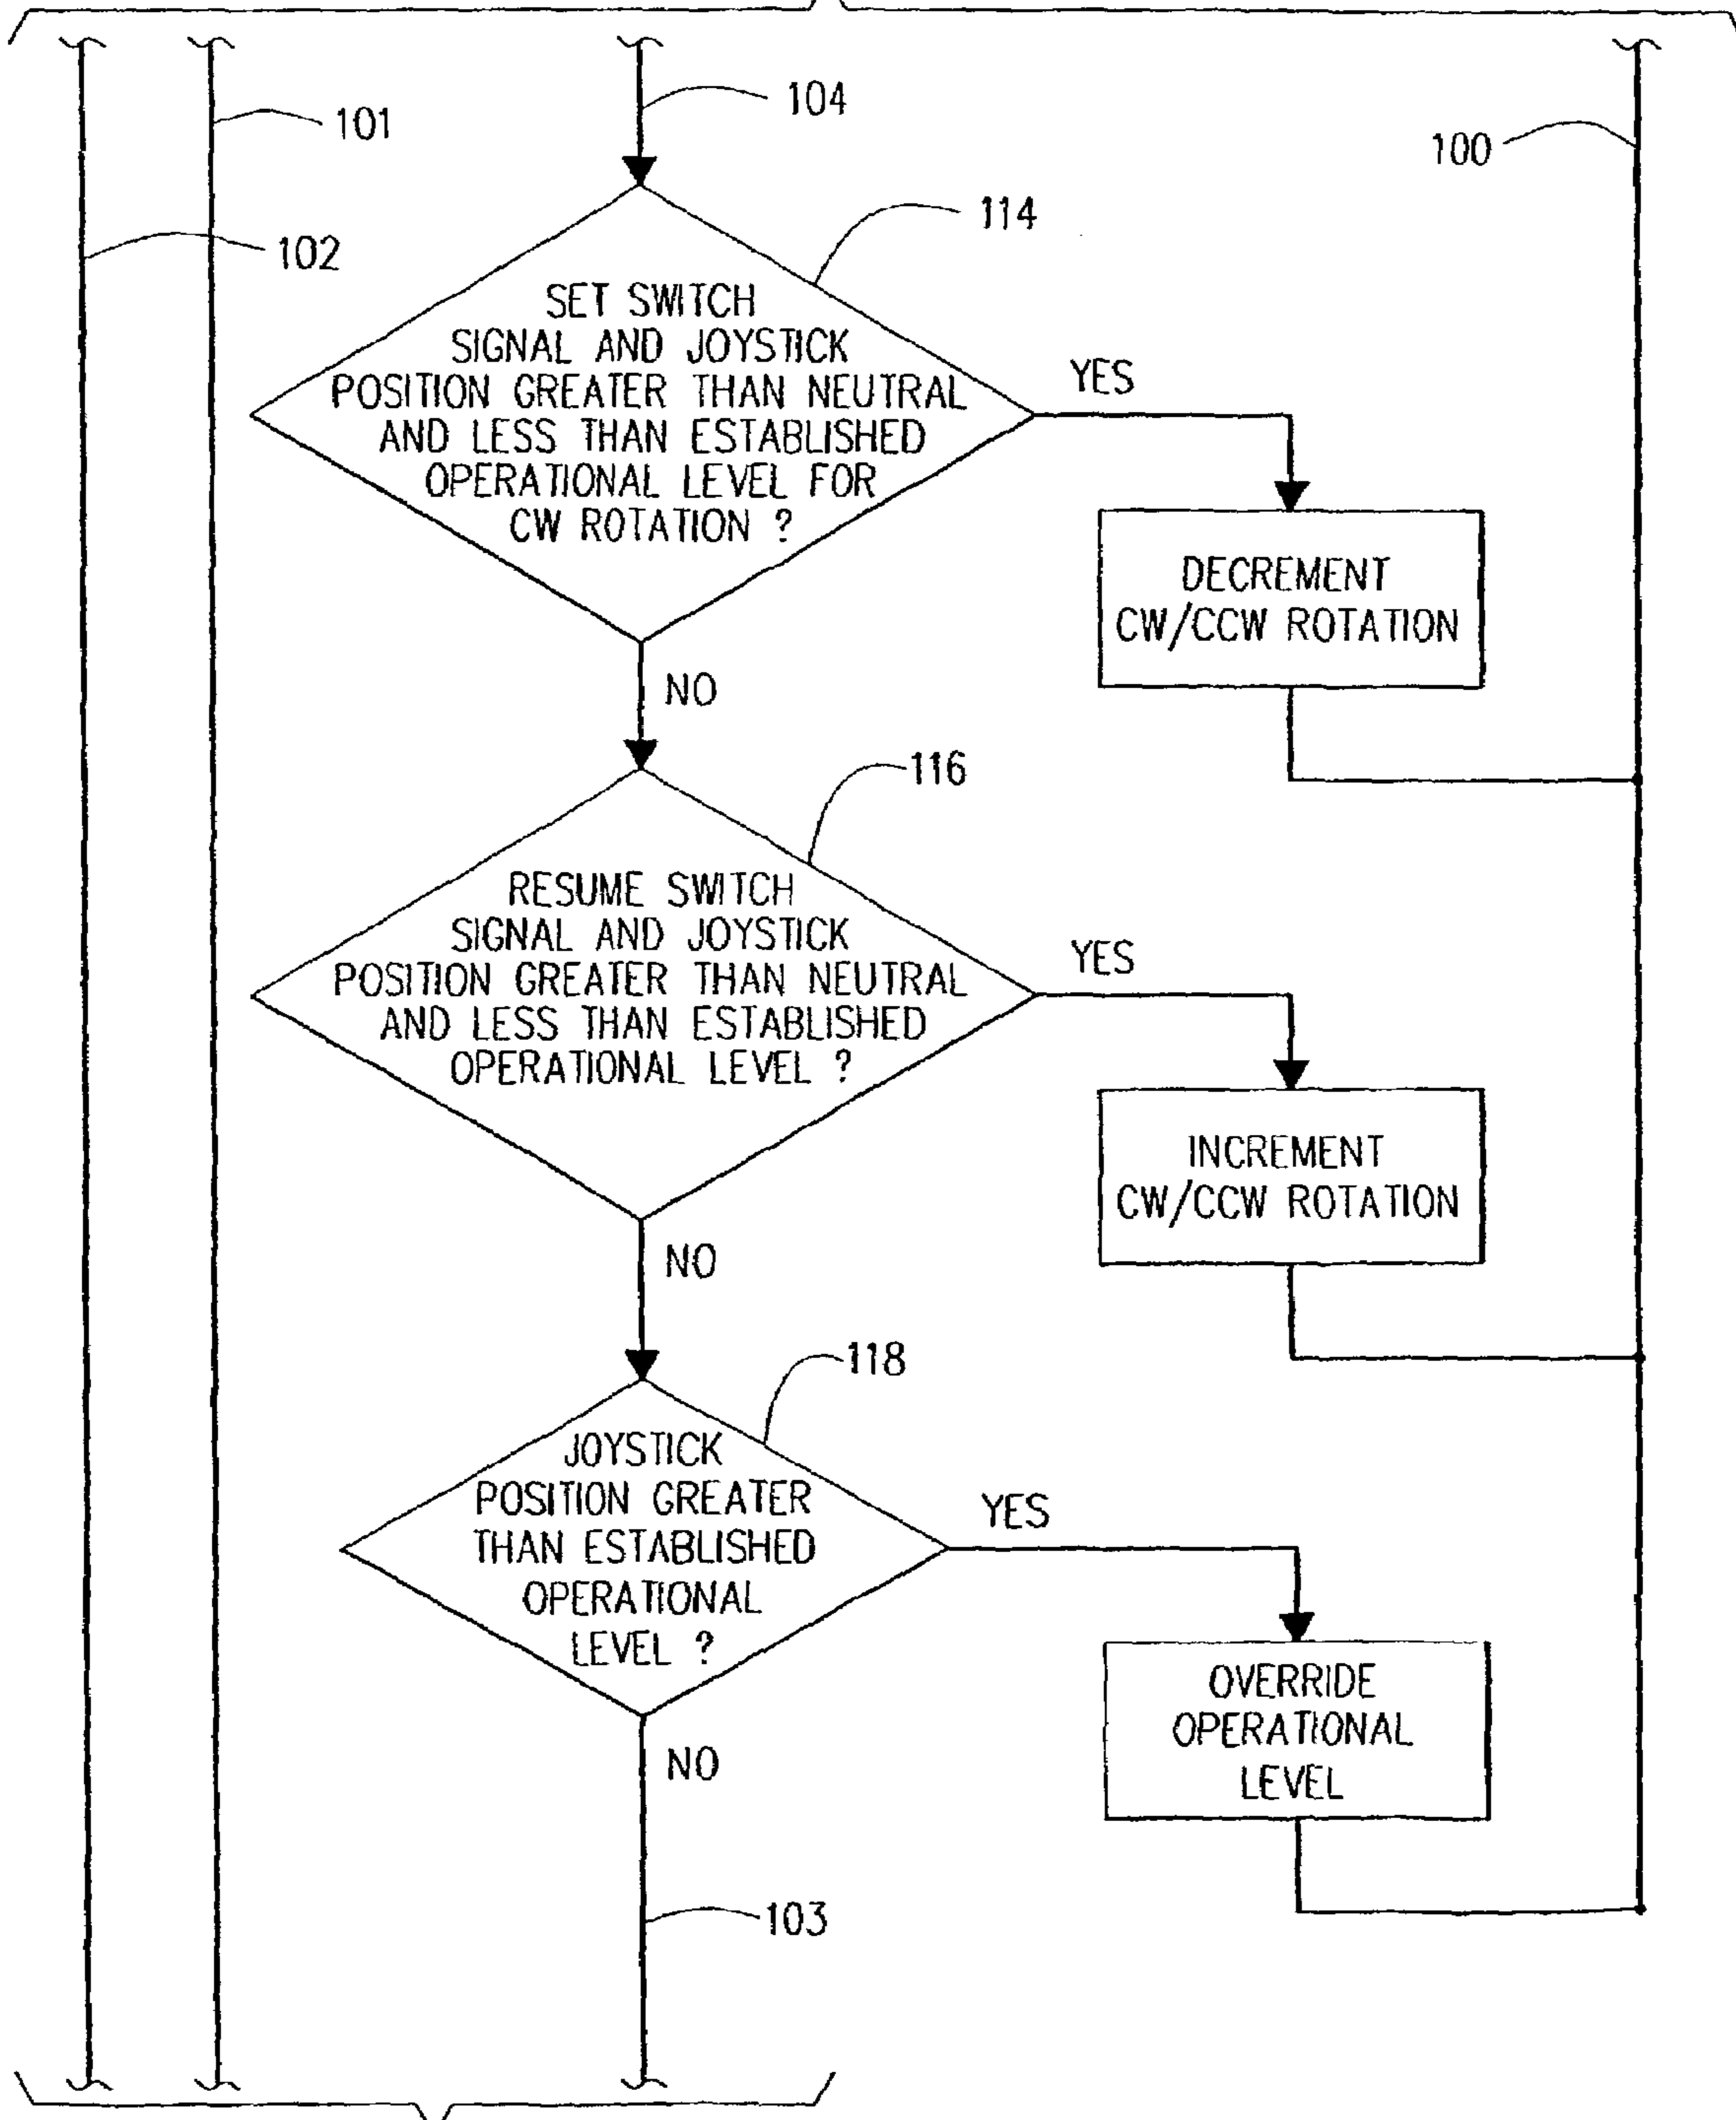 104
101
100
114
102
SET SWITCH
SIGNAL AND JOYSTICK
POSITION GREATER THAN NEUTRAL
AND LESS THAN ESTABLISHED
OPERATIONAL LEVEL FOR
CW ROTATION ?
YES
DECREMENT
CW/CCW ROTATION
NO
116
RESUME SWITCH
SIGNAL AND JOYSTICK
POSITION GREATER THAN NEUTRAL
AND LESS THAN ESTABLISHED
OPERATIONAL LEVEL ?
YES
INCREMENT
CW/CCW ROTATION
NO
118
JOYSTICK
POSITION GREATER
THAN ESTABLISHED
OPERATIONAL
LEVEL ?
YES
OVERRIDE
OPERATIONAL
LEVEL
NO
103